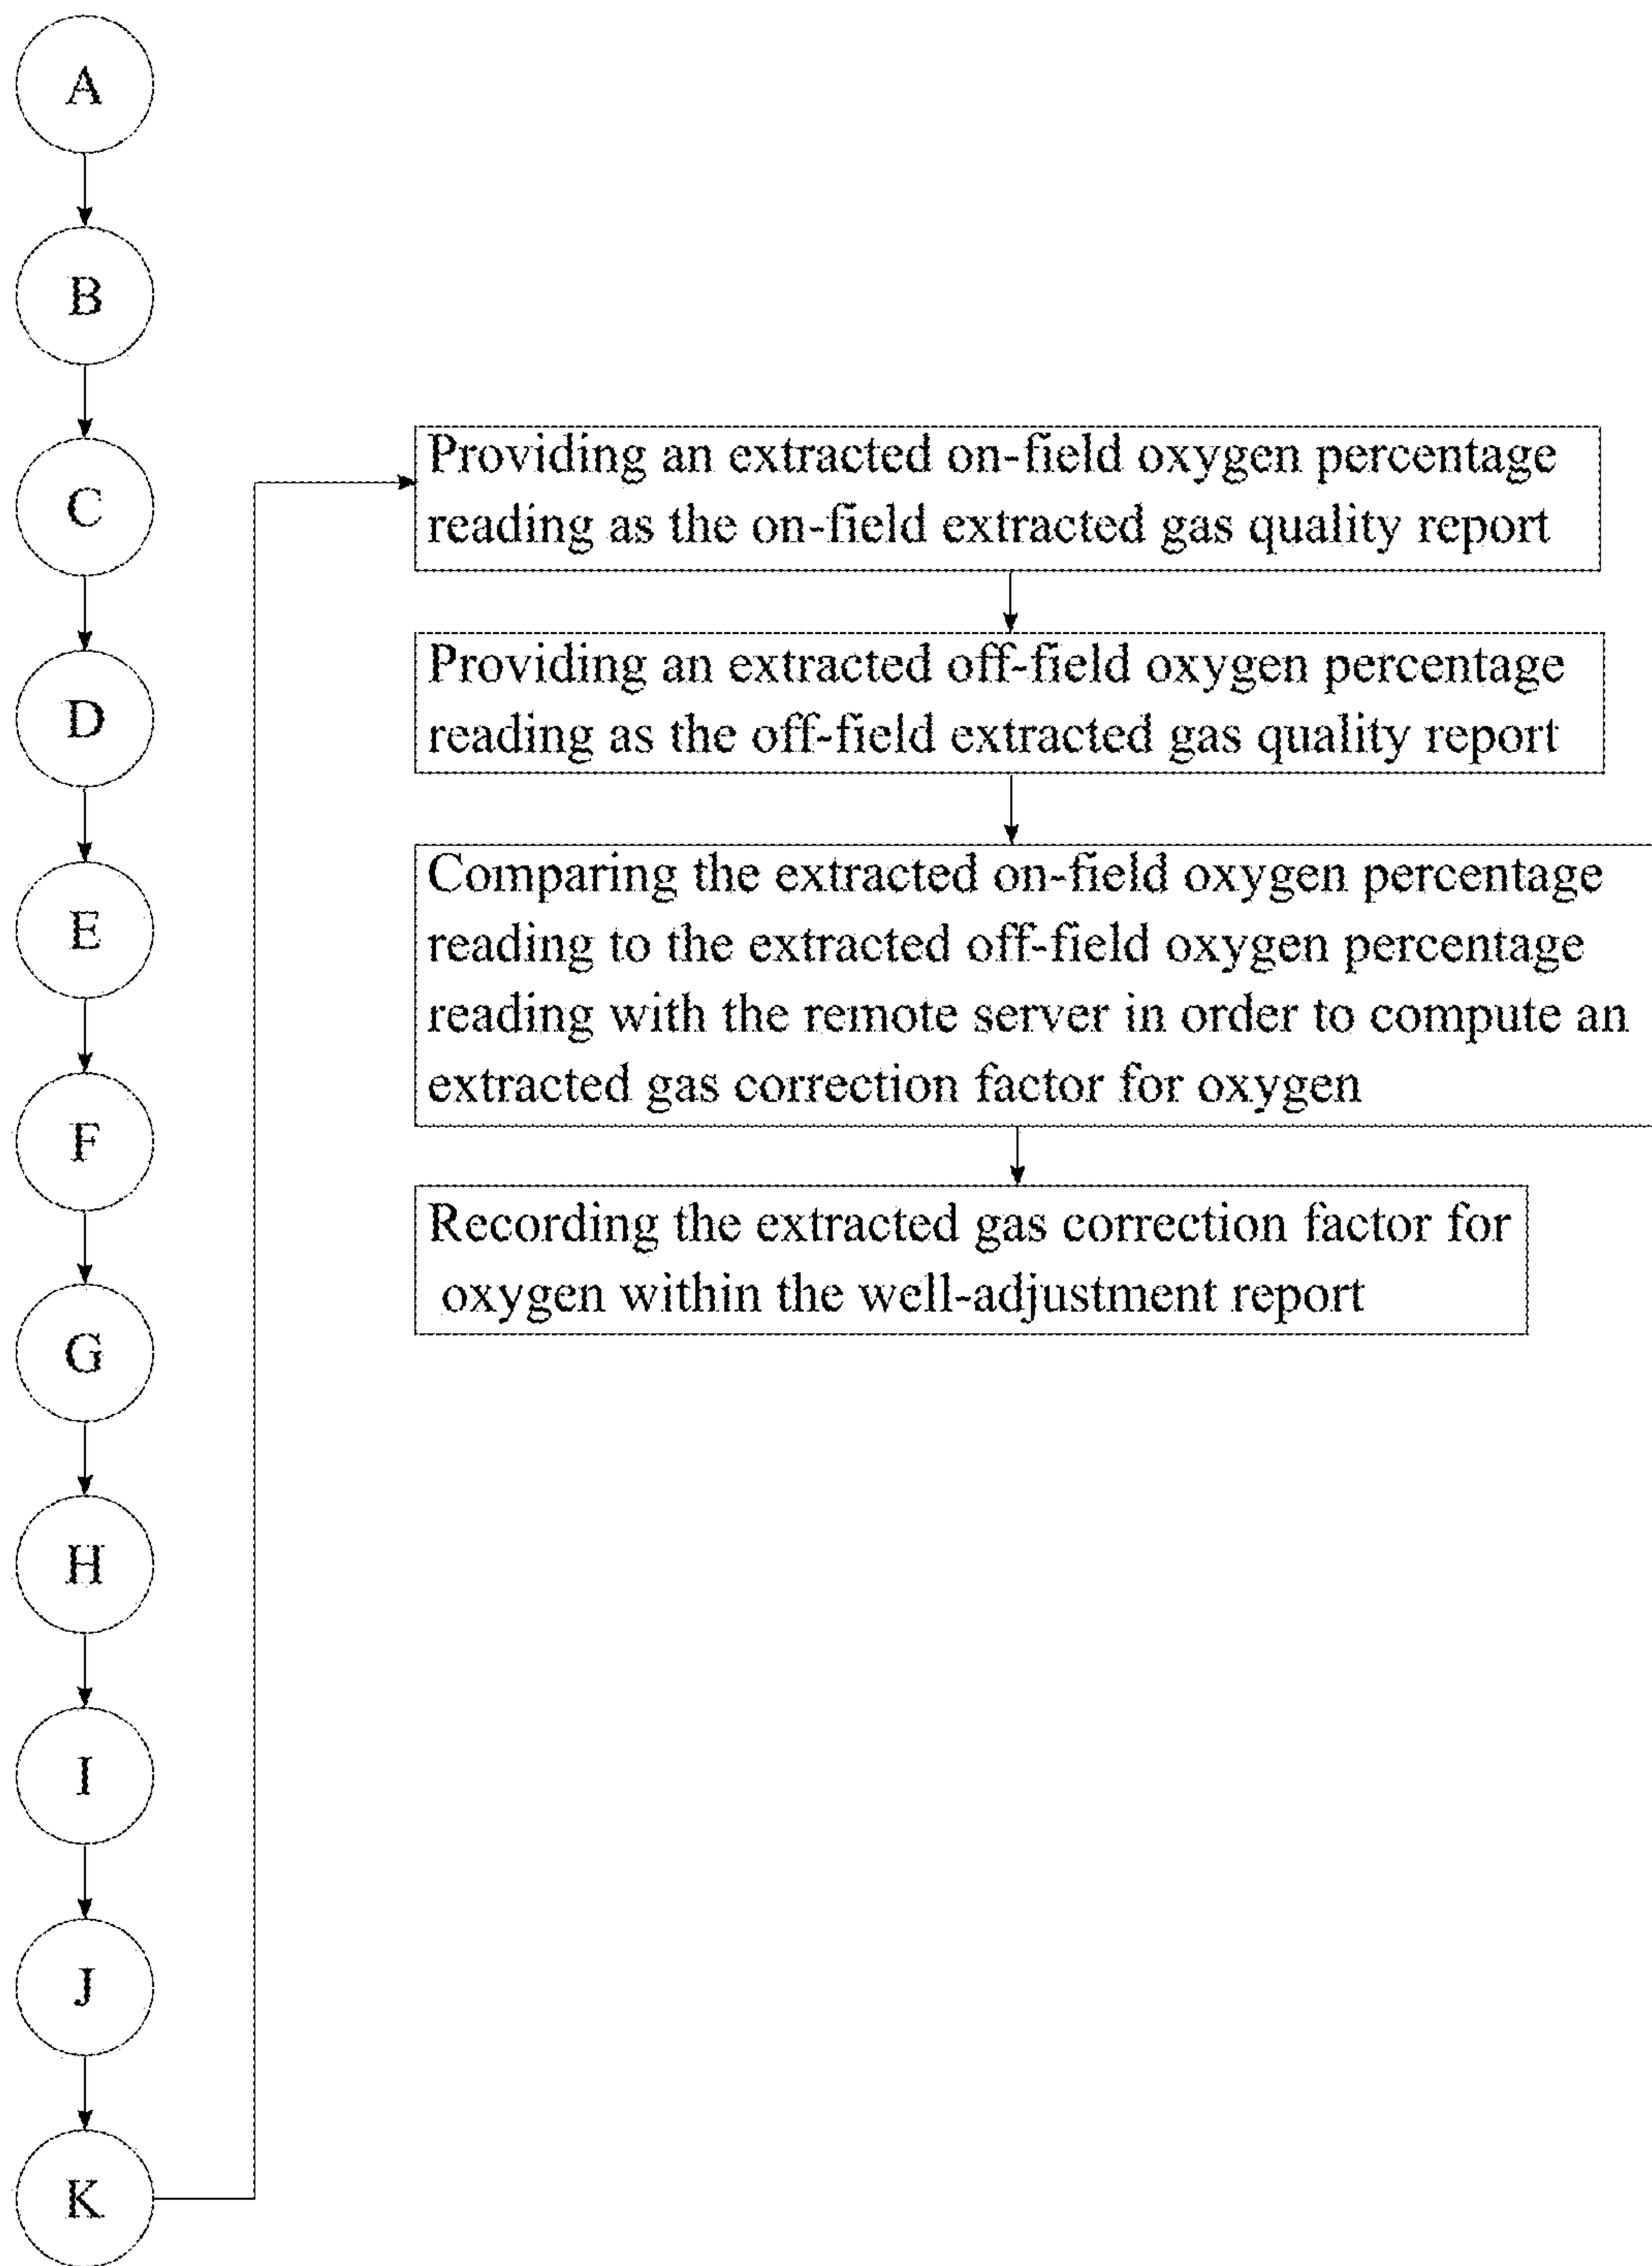 A
B
C
D
E
F
G
H
I
J
K
Providing an extracted on-field oxygen percentage
reading as the on-field extracted gas quality report
Providing an extracted off-field oxygen percentage
reading as the off-field extracted gas quality report
Comparing the extracted on-field oxygen percentage
reading to the extracted off-field oxygen percentage
reading with the remote server in order to compute an
extracted gas correction factor for oxygen
Recording the extracted gas correction factor for
oxygen within the well-adjustment report